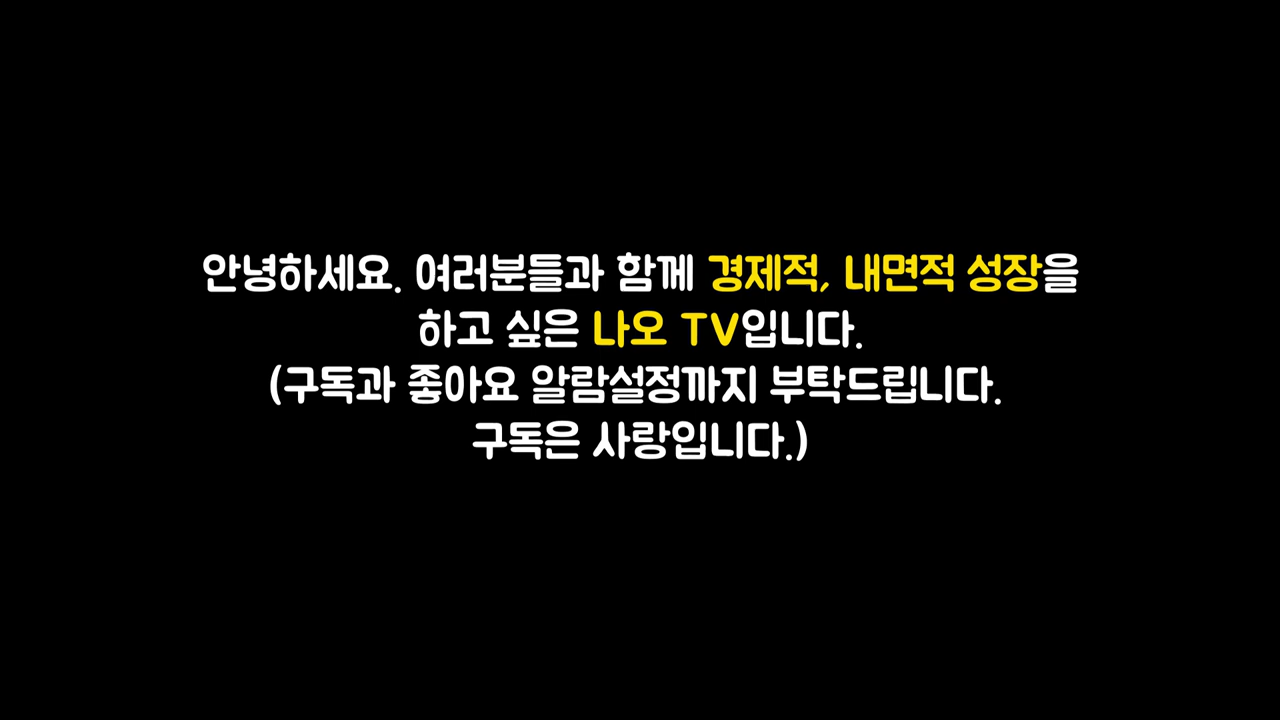 안녕하세요. 여러분들과 함께 경제적, 내면적 성장을
하고 싶은 나오 TV입니다.
(구독과 좋아요 알람설정까지 부탁드립니다.
구독은 사랑입니다.)